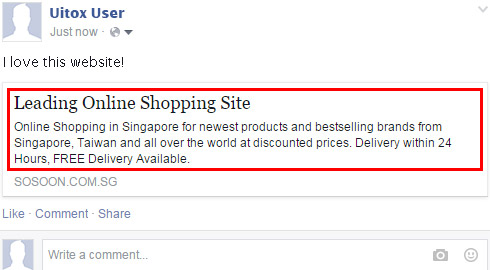 Uitox User
Just now ·
I love this website!
Leading Online Shopping Site
Online Shopping in Singapore for newest products and bestselling brands from
Singapore, Taiwan and all over the world at discounted prices. Delivery within 24
Hours, FREE Delivery Available.
SOSOON.COM.SG
Like · Comment · Share
Write a comment...